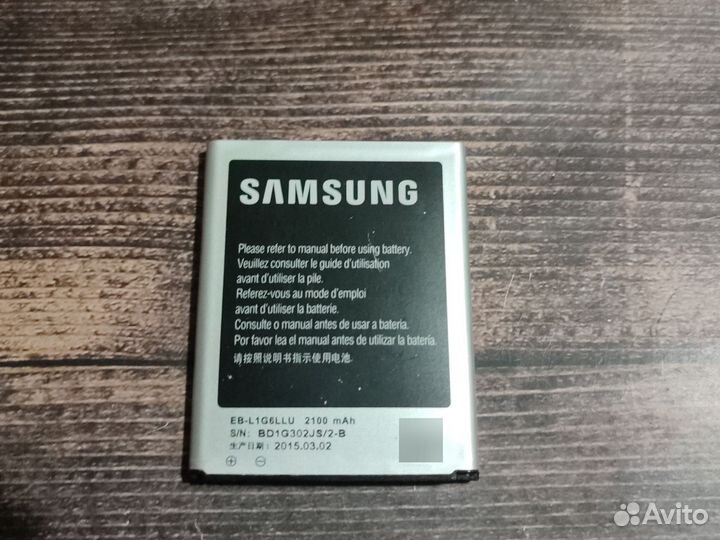 SAMSUNG
Please refer to manual before using battery.
Veuillez consulter le guide d'utilisation
avant d'utiliser la pile.
Referez-vous au mode d'emploi
avant d'utiliser la batterie.
Consulte o manual antes de usar a bateria.
Por favor lea el manual antes de utilizar la batería.
请按照说明书指示使用电池.
EB-L1G6LLU 2100 mAh
S/N: BD1G302JS/2-B
生产日期: 2015.03.02
Avito